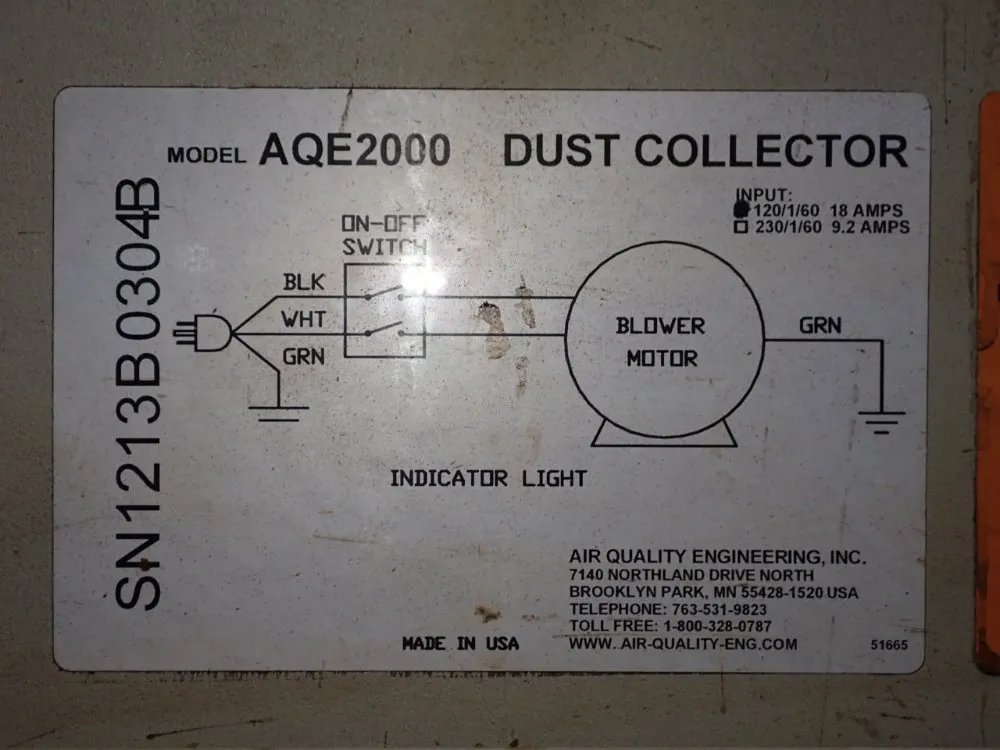 MODEL AQE2000 DUST COLLECTOR
INPUT:
120/1/60 18 AMPS
230/1/60 9.2 AMPS
SN1213B0304B
ON-OFF
SWITCH
BLK
WHT
GRN
BLOWER
MOTOR
GRN
INDICATOR LIGHT
AIR QUALITY ENGINEERING, INC.
7140 NORTHLAND DRIVE NORTH
BROOKLYN PARK, MN 55428-1520 USA
TELEPHONE: 763-531-9823
TOLL FREE: 1-800-328-0787
WWW.AIR-QUALITY-ENG.COM
MADE IN USA
51665